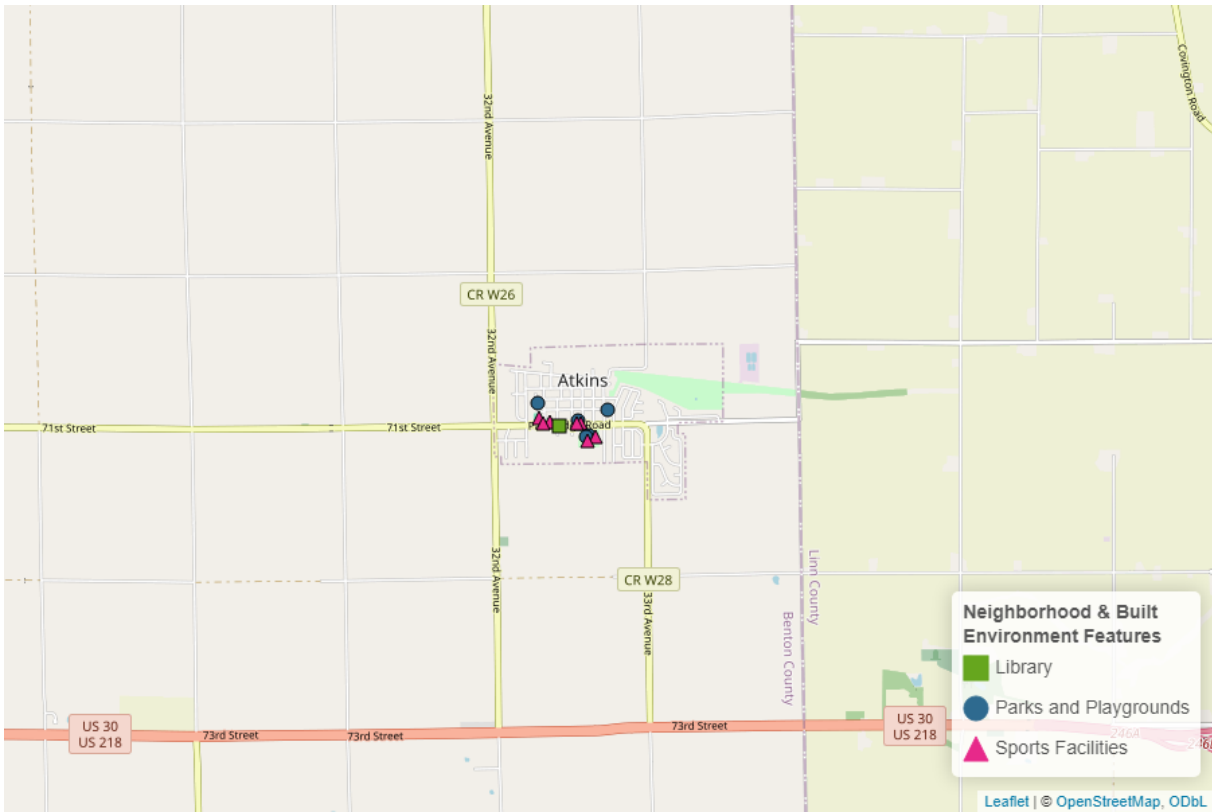 Covington Road
32nd Avenue
CR W26
32nd Avenue
Atkins
71st Street
71st Street
Road
32nd Avenue
Linn County
CR W28
33rd Avenue
Benton County
Neighborhood & Built
Environment Features
Library
Parks and Playgrounds
Sports Facilities
US 30
US 218
73rd Street
73rd Street
73rd Street
US 30
US 218
246A
246A
Leaflet | © OpenStreetMap, ODbL